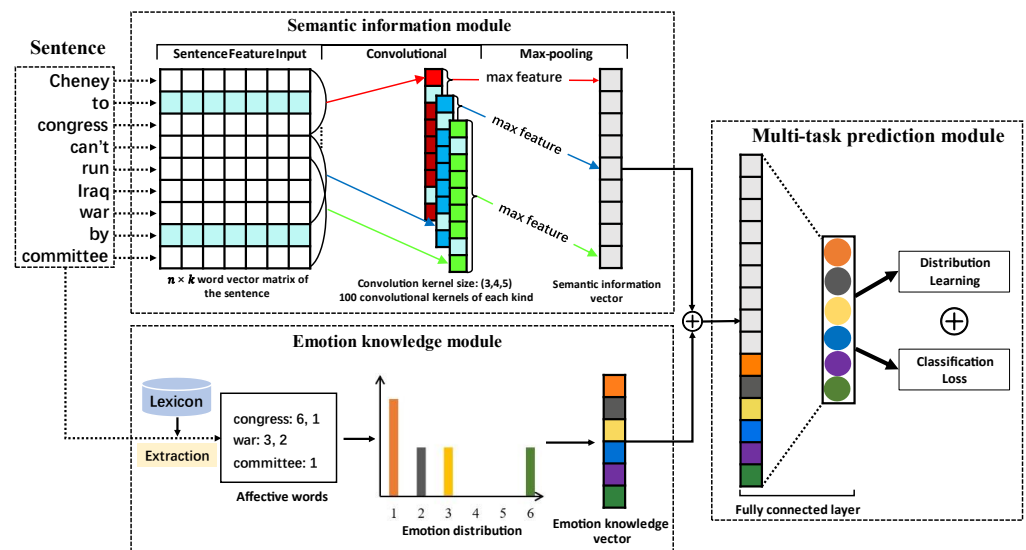 Semantic information module
Sentence
Sentence Feature Input
Convolutional
Max-pooling
Cheney
to
congress
can't
run
Iraq
war
by
committee
max feature
max feature
max feature
n × k word vector matrix of
the sentence
Convolution kernel size: (3,4,5)
100 convolutional kernels of each kind
Semantic information
vector
Emotion knowledge module
Lexicon
Extraction
congress: 6, 1
war: 3, 2
committee: 1
Affective words
1 2 3 4 5 6
Emotion distribution
Emotion knowledge
vector
Multi-task prediction module
Distribution
Learning
Classification
Loss
Fully connected layer